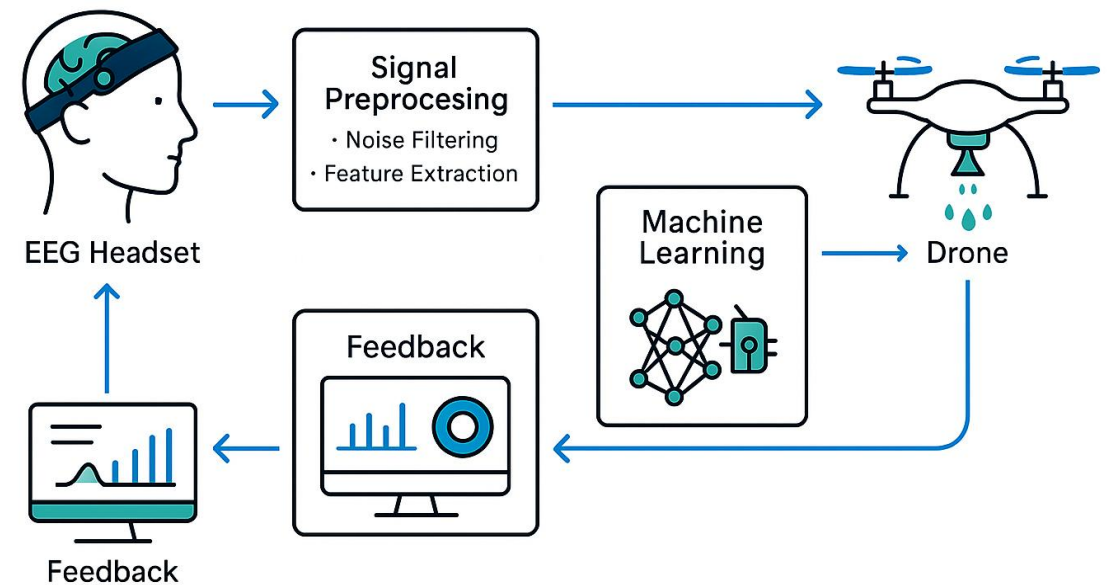 Signal
Preprocesing
· Noise Filtering
· Feature Extraction
EEG Headset
Machine
Learning
Drone
Feedback
Feedback